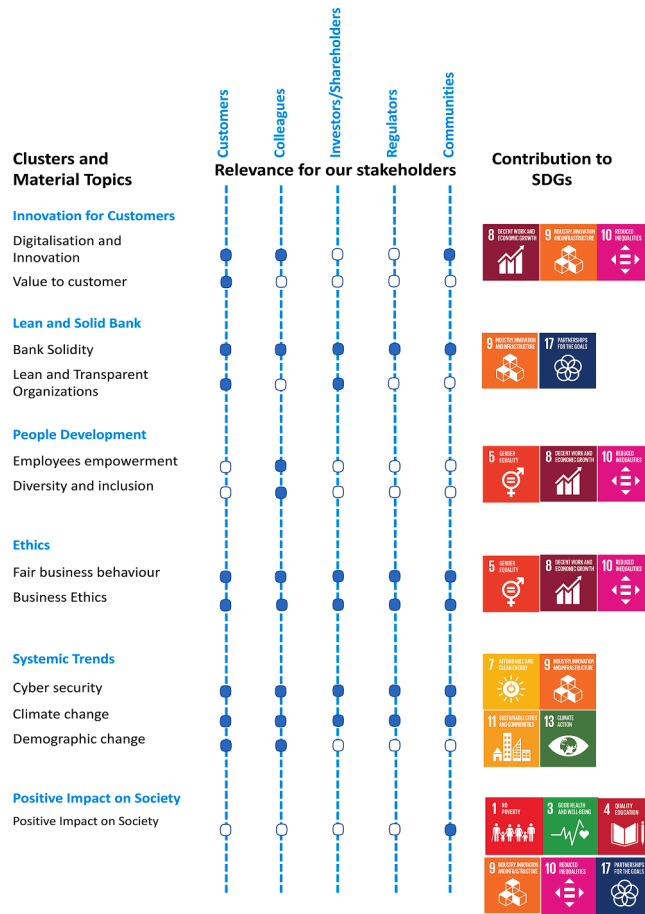 Customers
Colleagues
Investors/Shareholders
Regulators
Communities
Clusters and
Material Topics
Relevance for our stakeholders
Contribution to
SDGs
Innovation for Customers
Digitalisation and
Innovation
Value to customer
8 DECENT WORK AND
ECONOMIC GROWTH
9 INDUSTRY, INNOVATION
AND INFRASTRUCTURE
10 REDUCED
INEQUALITIES
Lean and Solid Bank
Bank Solidity
Lean and Transparent
Organizations
9 INDUSTRY, INNOVATION
AND INFRASTRUCTURE
17 PARTNERSHIPS
FOR THE GOALS
People Development
Employees empowerment
Diversity and inclusion
5 GENDER
EQUALITY
8 DECENT WORK AND
ECONOMIC GROWTH
10 REDUCED
INEQUALITIES
Ethics
Fair business behaviour
Business Ethics
5 GENDER
EQUALITY
8 DECENT WORK AND
ECONOMIC GROWTH
10 REDUCED
INEQUALITIES
Systemic Trends
Cyber security
Climate change
Demographic change
7 AFFORDABLE AND
CLEAN ENERGY
9 INDUSTRY, INNOVATION
AND INFRASTRUCTURE
11 SUSTAINABLE CITIES
AND COMMUNITIES
13 CLIMATE
ACTION
Positive Impact on Society
Positive Impact on Society
1 NO
POVERTY
3 GOOD HEALTH
AND WELL-BEING
4 QUALITY
EDUCATION
9 INDUSTRY, INNOVATION
AND INFRASTRUCTURE
10 REDUCED
INEQUALITIES
17 PARTNERSHIPS
FOR THE GOALS